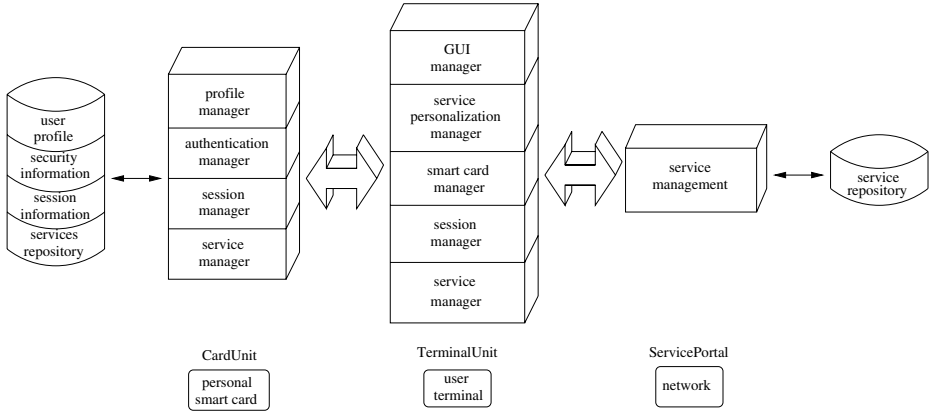 user
profile
security
information
session
information
services
repository
profile
manager
authentication
manager
session
manager
service
manager
GUI
manager
service
personalization
manager
smart card
manager
session
manager
service
manager
service
management
service
repository
CardUnit
personal
smart card
TerminalUnit
user
terminal
ServicePortal
network